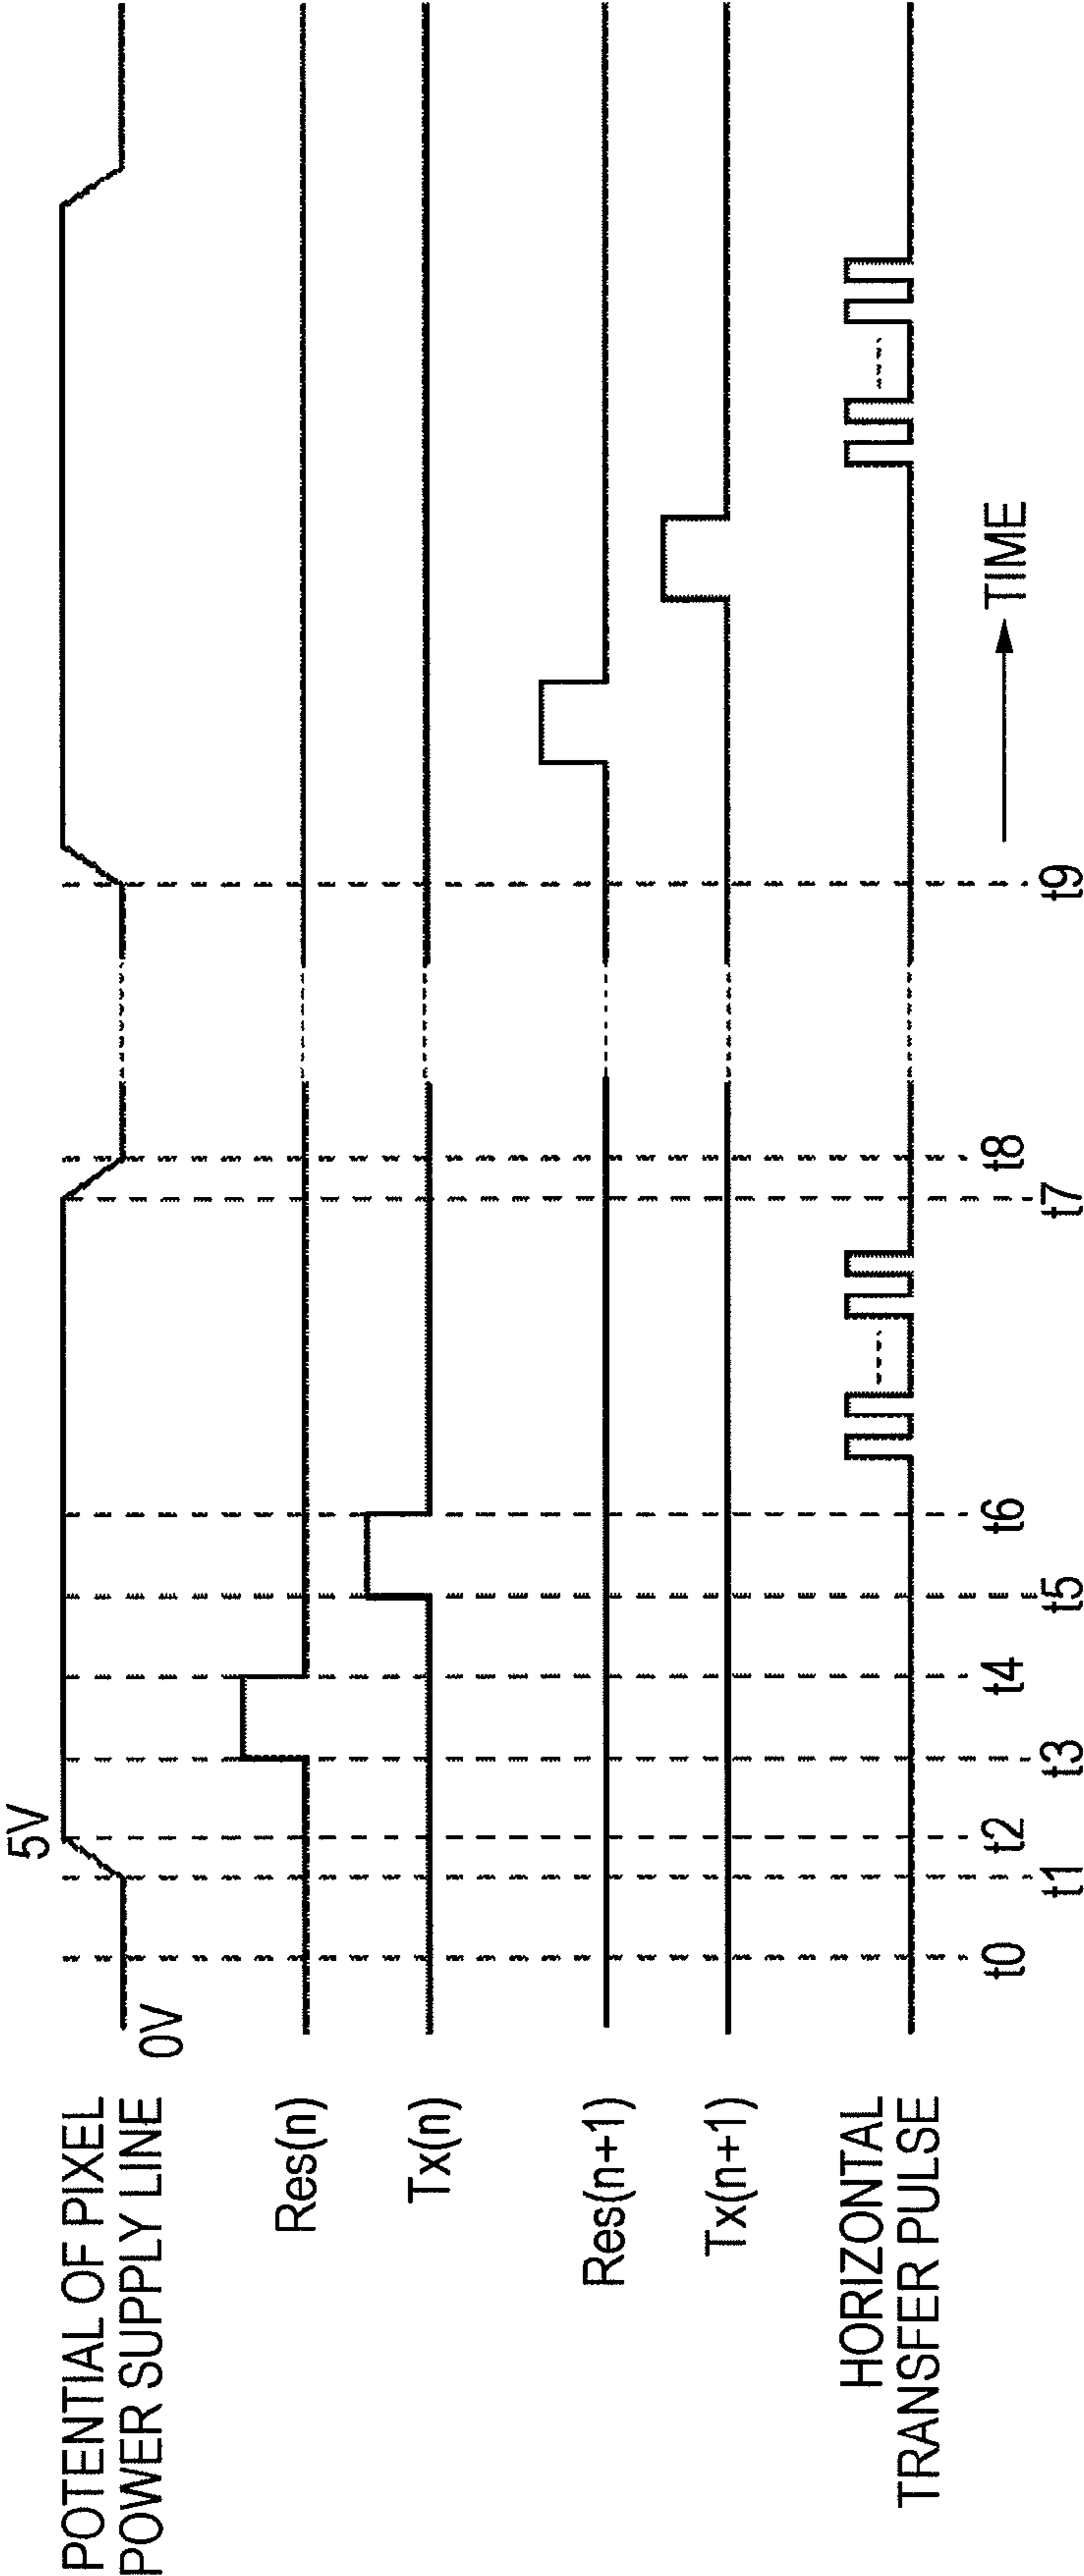 POTENTIAL OF PIXEL
POWER SUPPLY LINE
5V
0V
Res(n)
Tx(n)
Res(n+1)
Tx(n+1)
HORIZONTAL
TRANSFER PULSE
t0
t1
t2
t3
t4
t5
t6
t7
t8
t9
TIME